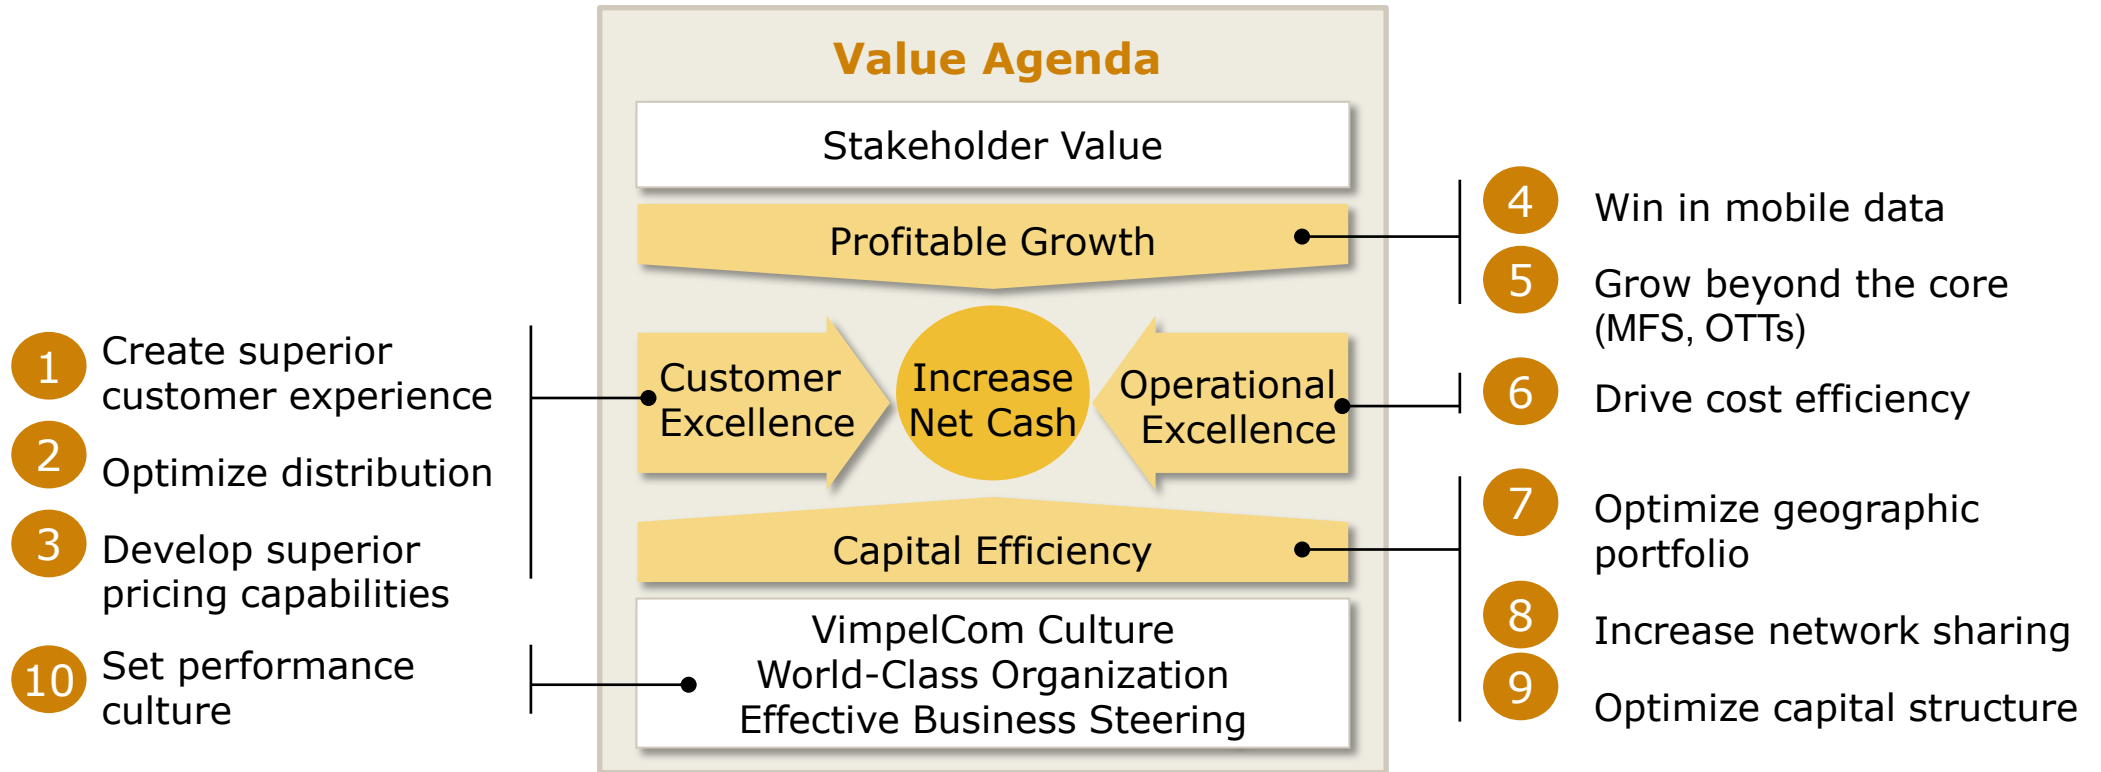 Value Agenda
Stakeholder Value
Profitable Growth
Customer
Excellence
Increase
Net Cash
Operational
Excellence
Capital Efficiency
VimpelCom Culture
World-Class Organization
Effective Business Steering
1
Create superior
customer experience
2
Optimize distribution
3
Develop superior
pricing capabilities
10
Set performance
culture
4
Win in mobile data
5
Grow beyond the core
(MFS, OTTs)
6
Drive cost efficiency
7
Optimize geographic
portfolio
8
Increase network sharing
9
Optimize capital structure